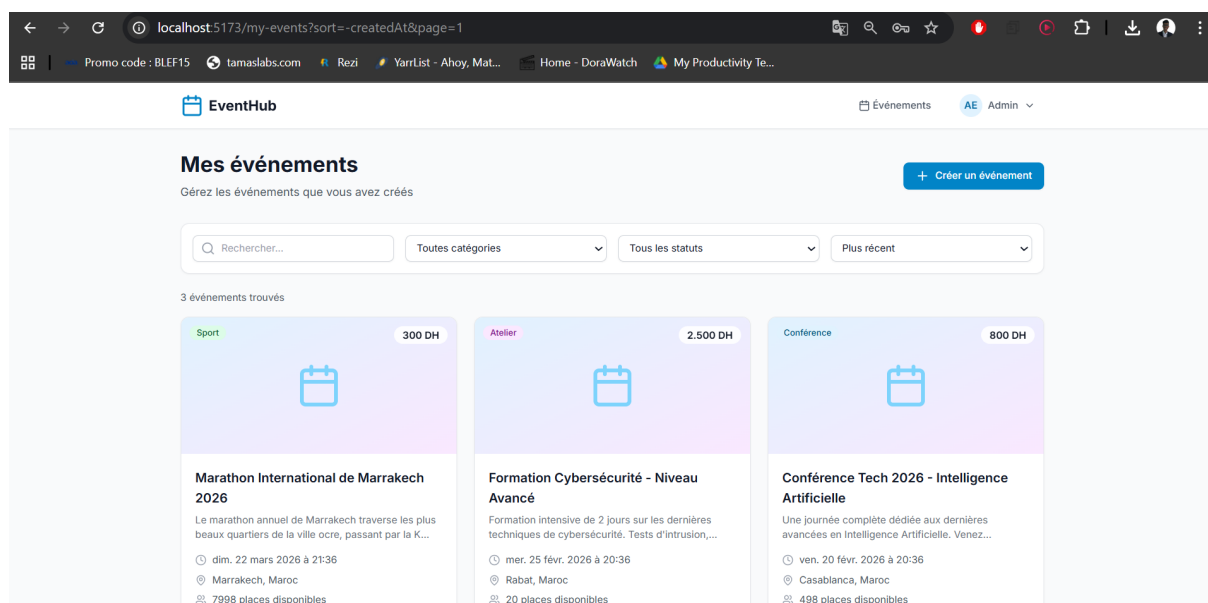 localhost:5173/my-events?sort=-createdAt&page=1
Promo code : BLEF15 tamaslabs.com Rezi YarrList - Ahoy, Mat... Home - DoraWatch My Productivity Te...
EventHub Événements AE Admin
Mes événements
Gérez les événements que vous avez créés
Créer un événement
Rechercher... Toutes catégories Tous les statuts Plus récent
3 événements trouvés
Sport 300 DH
Marathon International de Marrakech
2026
Le marathon annuel de Marrakech traverse les plus
beaux quartiers de la ville ocre, passant par la K...
dim. 22 mars 2026 à 21:36
Marrakech, Maroc
7998 places disponibles
Atelier 2.500 DH
Formation Cybersécurité - Niveau
Avancé
Formation intensive de 2 jours sur les dernières
techniques de cybersécurité. Tests d'intrusion,...
mer. 25 févr. 2026 à 20:36
Rabat, Maroc
20 places disponibles
Conférence 800 DH
Conférence Tech 2026 - Intelligence
Artificielle
Une journée complète dédiée aux dernières
avancées en Intelligence Artificielle. Venez...
ven. 20 févr. 2026 à 20:36
Casablanca, Maroc
498 places disponibles